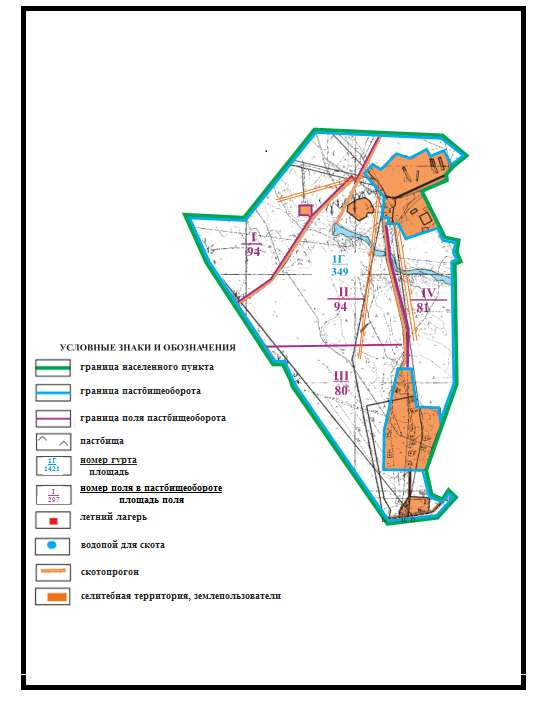 I
94
1Г
349
II
94
IV
81
III
80
УСЛОВНЫЕ ЗНАКИ И ОБОЗНАЧЕНИЯ
граница населенного пункта
граница пастбищеоборота
граница поля пастбищеоборота
пастбища
1Г
1421
номер гурта
площадь
1
297
номер поля в пастбищеобороте
площадь поля
летний лагерь
водопой для скота
скотопрогон
селитебная территория, землепользователи